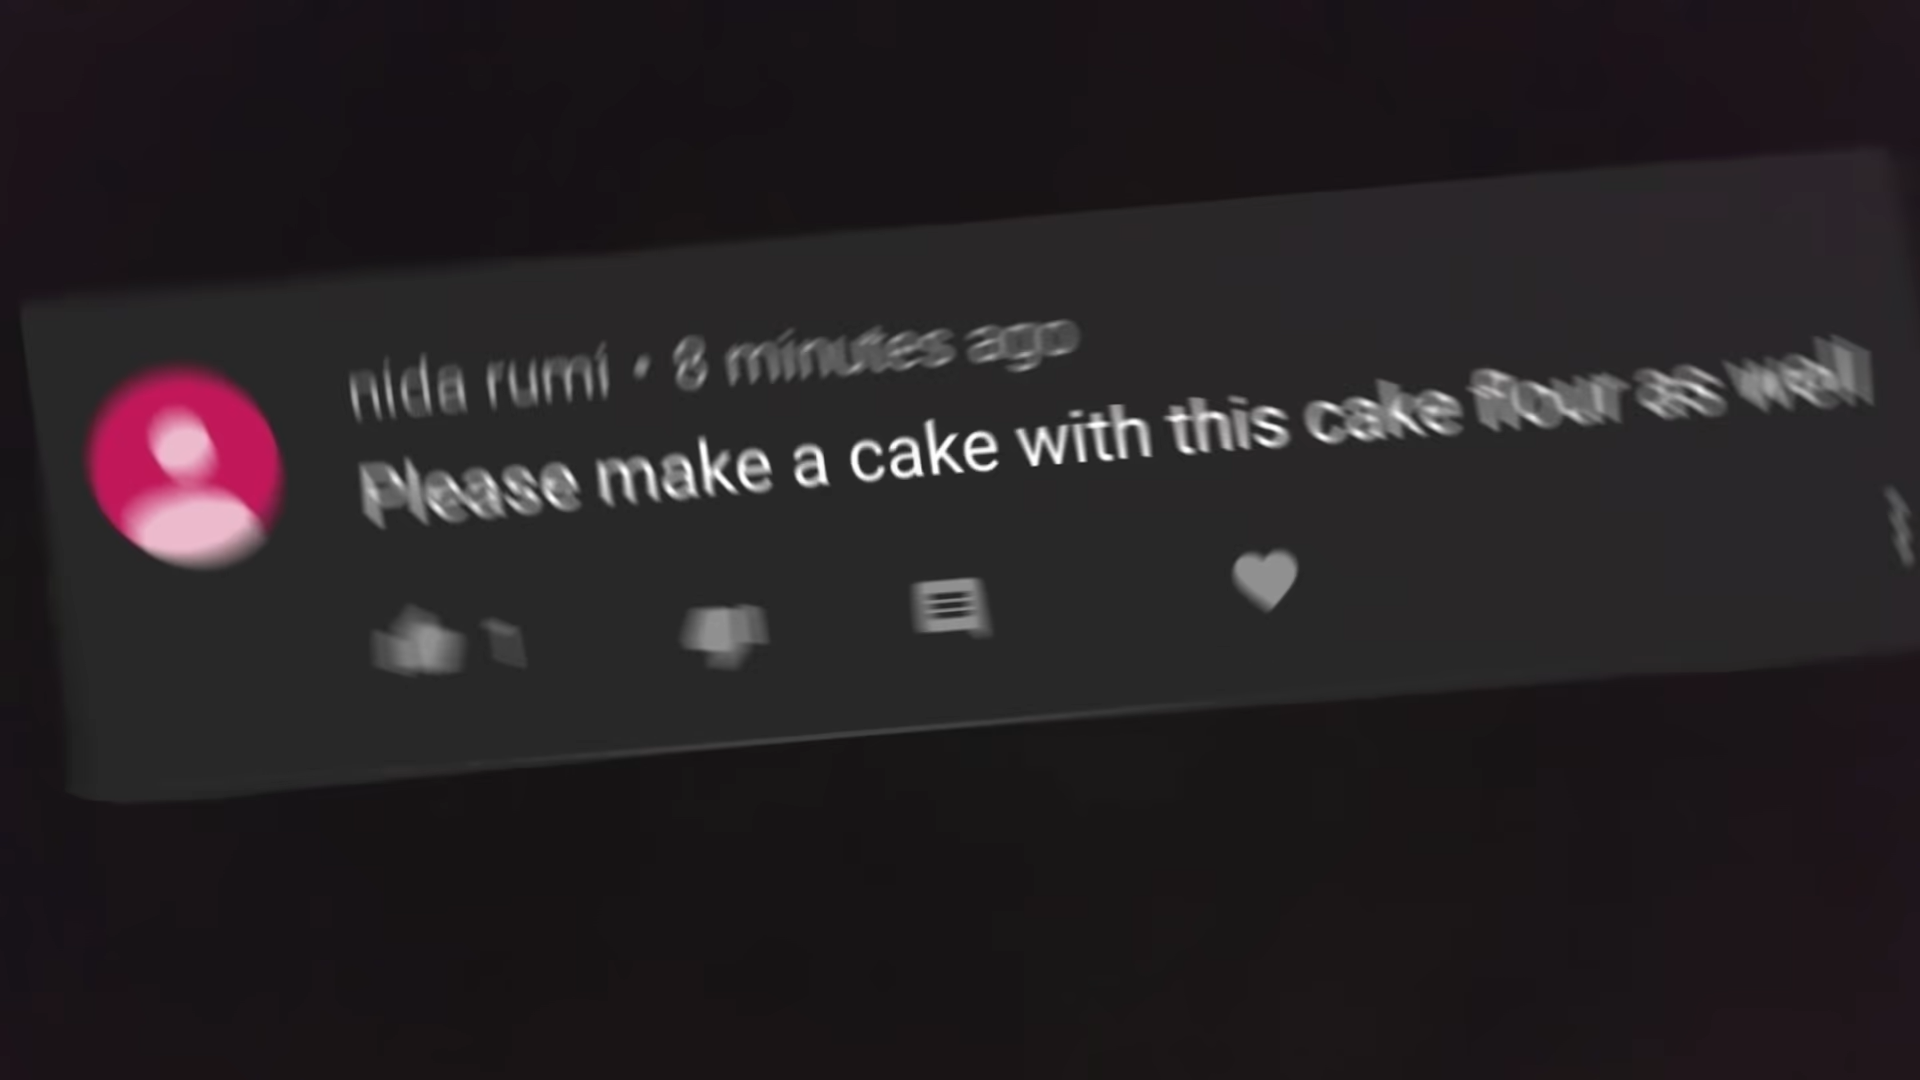 nida rumi • 8 minutes ago
Please make a cake with this cake flour as well